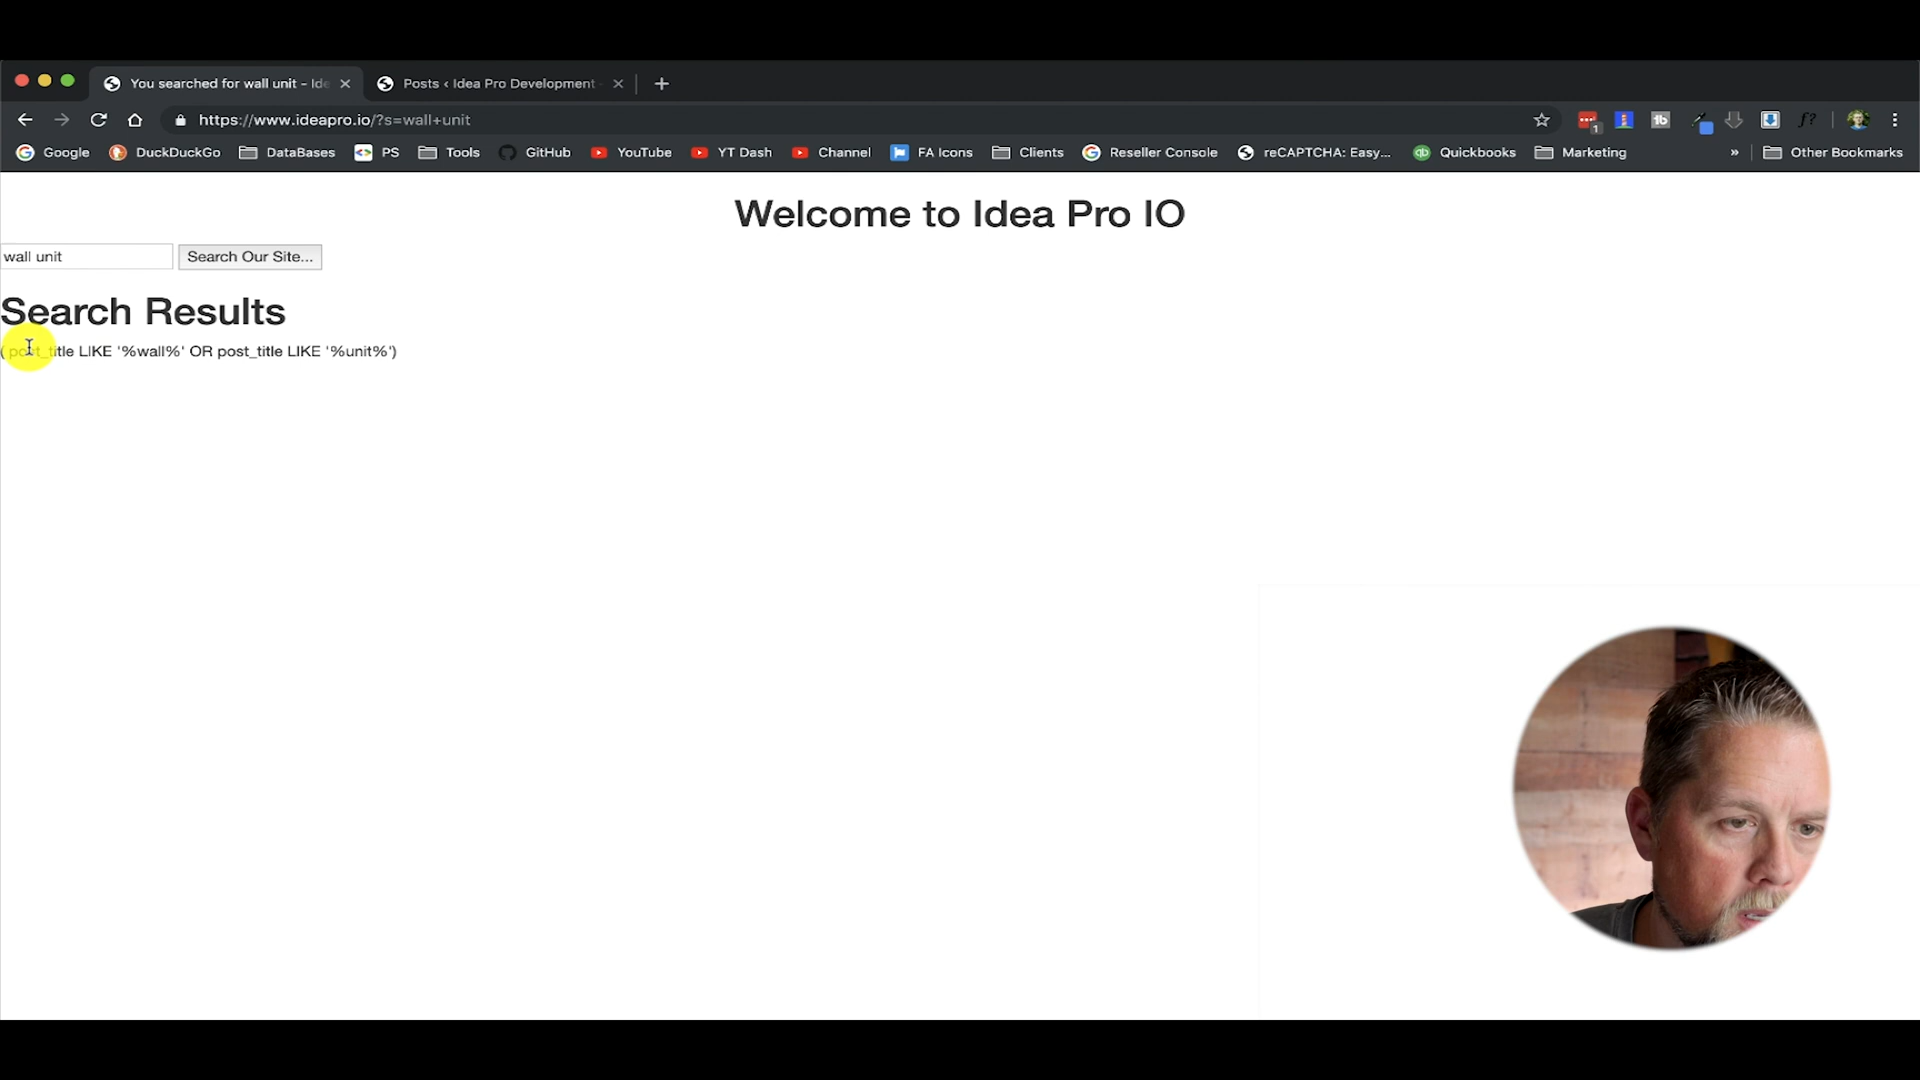 You searched for wall unit – Ide
Posts ‹ Idea Pro Development
https://www.ideapro.io/?s=wall+unit
1
f?
Google DuckDuckGo DataBases PS Tools GitHub YouTube YT Dash Channel FA Icons Clients Reseller Console reCAPTCHA: Easy... Quickbooks Marketing » Other Bookmarks
Welcome to Idea Pro IO
wall unit Search Our Site...
Search Results
( post_title LIKE '%wall%' OR post_title LIKE '%unit%')